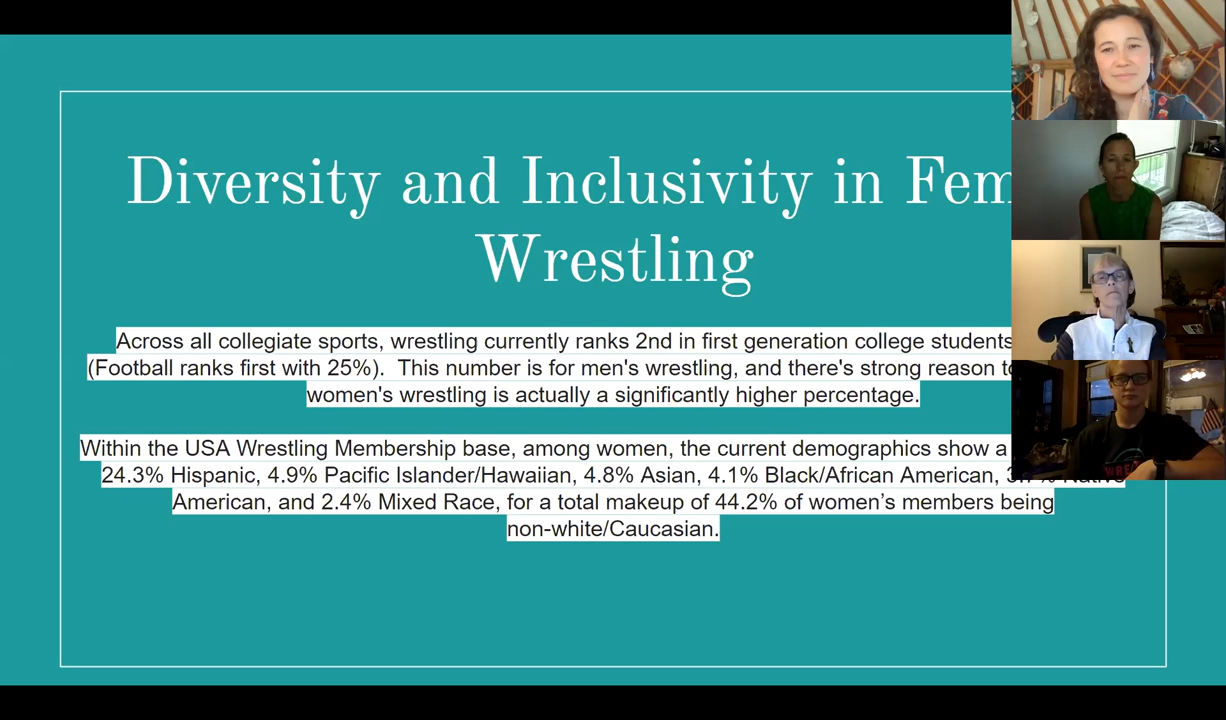 Diversity and Inclusivity in Fem
Wrestling
Across all collegiate sports, wrestling currently ranks 2nd in first generation college students
(Football ranks first with 25%).  This number is for men's wrestling, and there's strong reason to
women's wrestling is actually a significantly higher percentage.
Within the USA Wrestling Membership base, among women, the current demographics show a
24.3% Hispanic, 4.9% Pacific Islander/Hawaiian, 4.8% Asian, 4.1% Black/African American, Native
American, and 2.4% Mixed Race, for a total makeup of 44.2% of women’s members being
non-white/Caucasian.